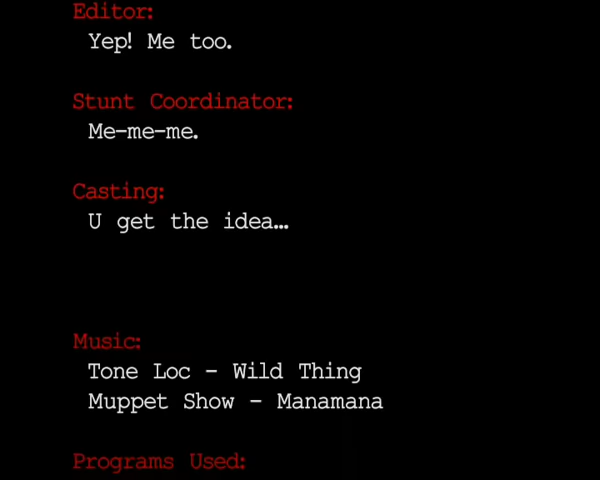 Editor:
Yep! Me too.
Stunt Coordinator:
Me-me-me.
Casting:
U get the idea...
Music:
Tone Loc - Wild Thing
Muppet Show - Manamana
Programs Used: